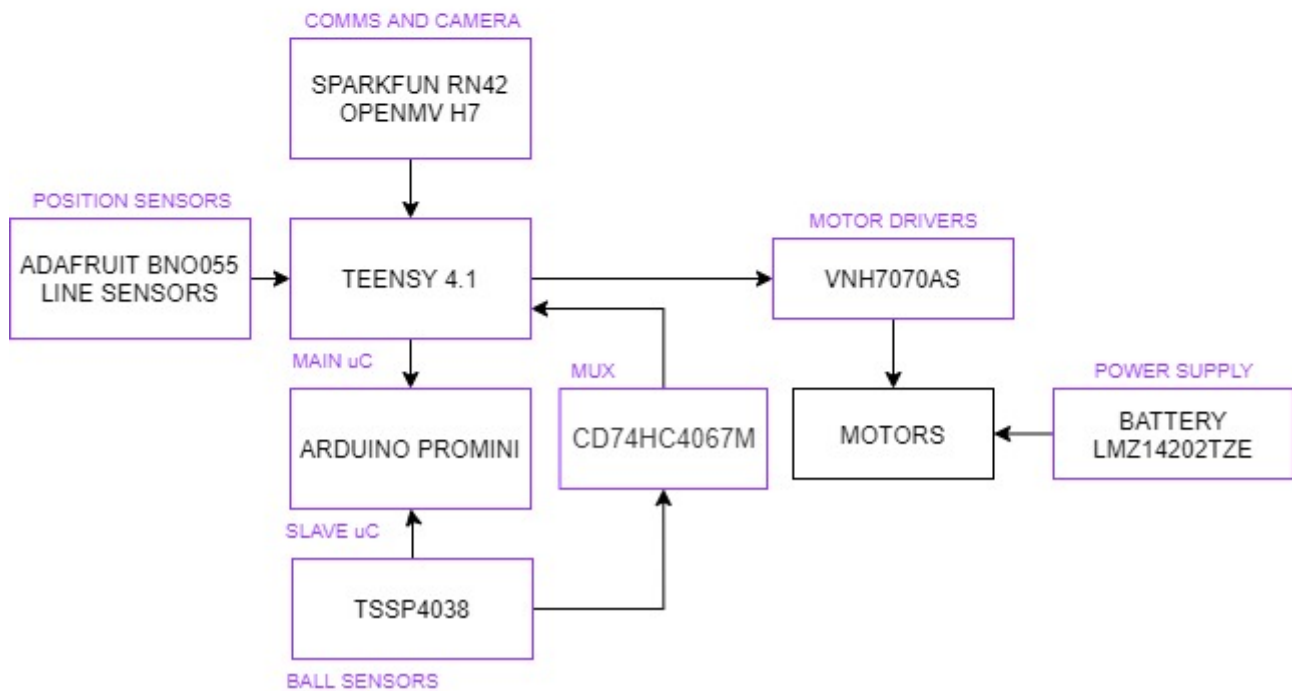 COMMS AND CAMERA
SPARKFUN RN42
OPENMV H7
POSITION SENSORS
ADAFRUIT BNO055
LINE SENSORS
TEENSY 4.1
MAIN uC
MOTOR DRIVERS
VNH7070AS
MUX
CD74HC4067M
MOTORS
POWER SUPPLY
BATTERY
LMZ14202TZE
ARDUINO PROMINI
SLAVE uC
TSSP4038
BALL SENSORS